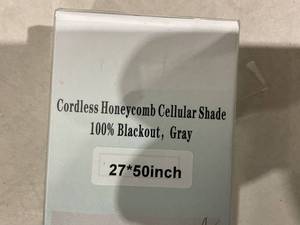 Cordless Honeycomb Cellular Shade
100% Blackout, Gray
27*50inch